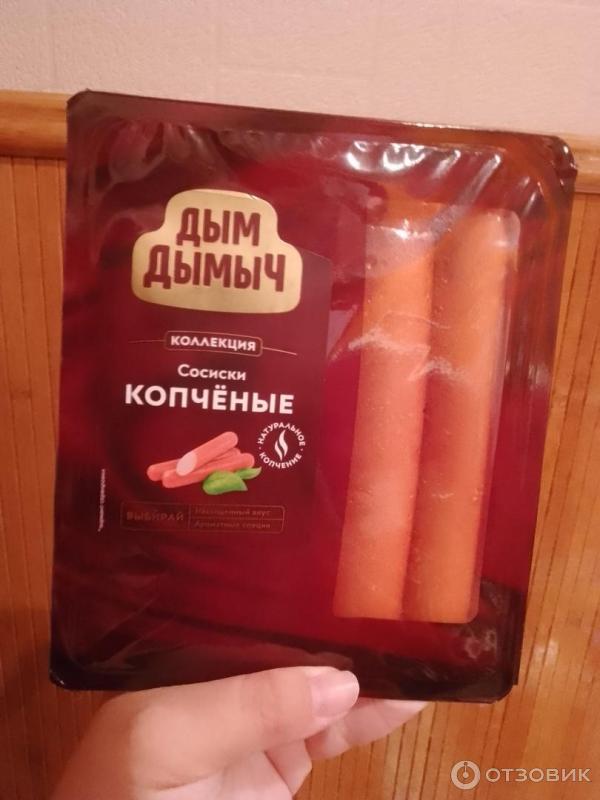 ДЫМ
ДЫМЫЧ
КОЛЛЕКЦИЯ
Сосиски
КОПЧЁНЫЕ
• НАТУРАЛЬНОЕ •
КОПЧЕНИЕ
ВЫБИРАЙ
Насыщенный вкус
Ароматные специи
ОТЗОВИК